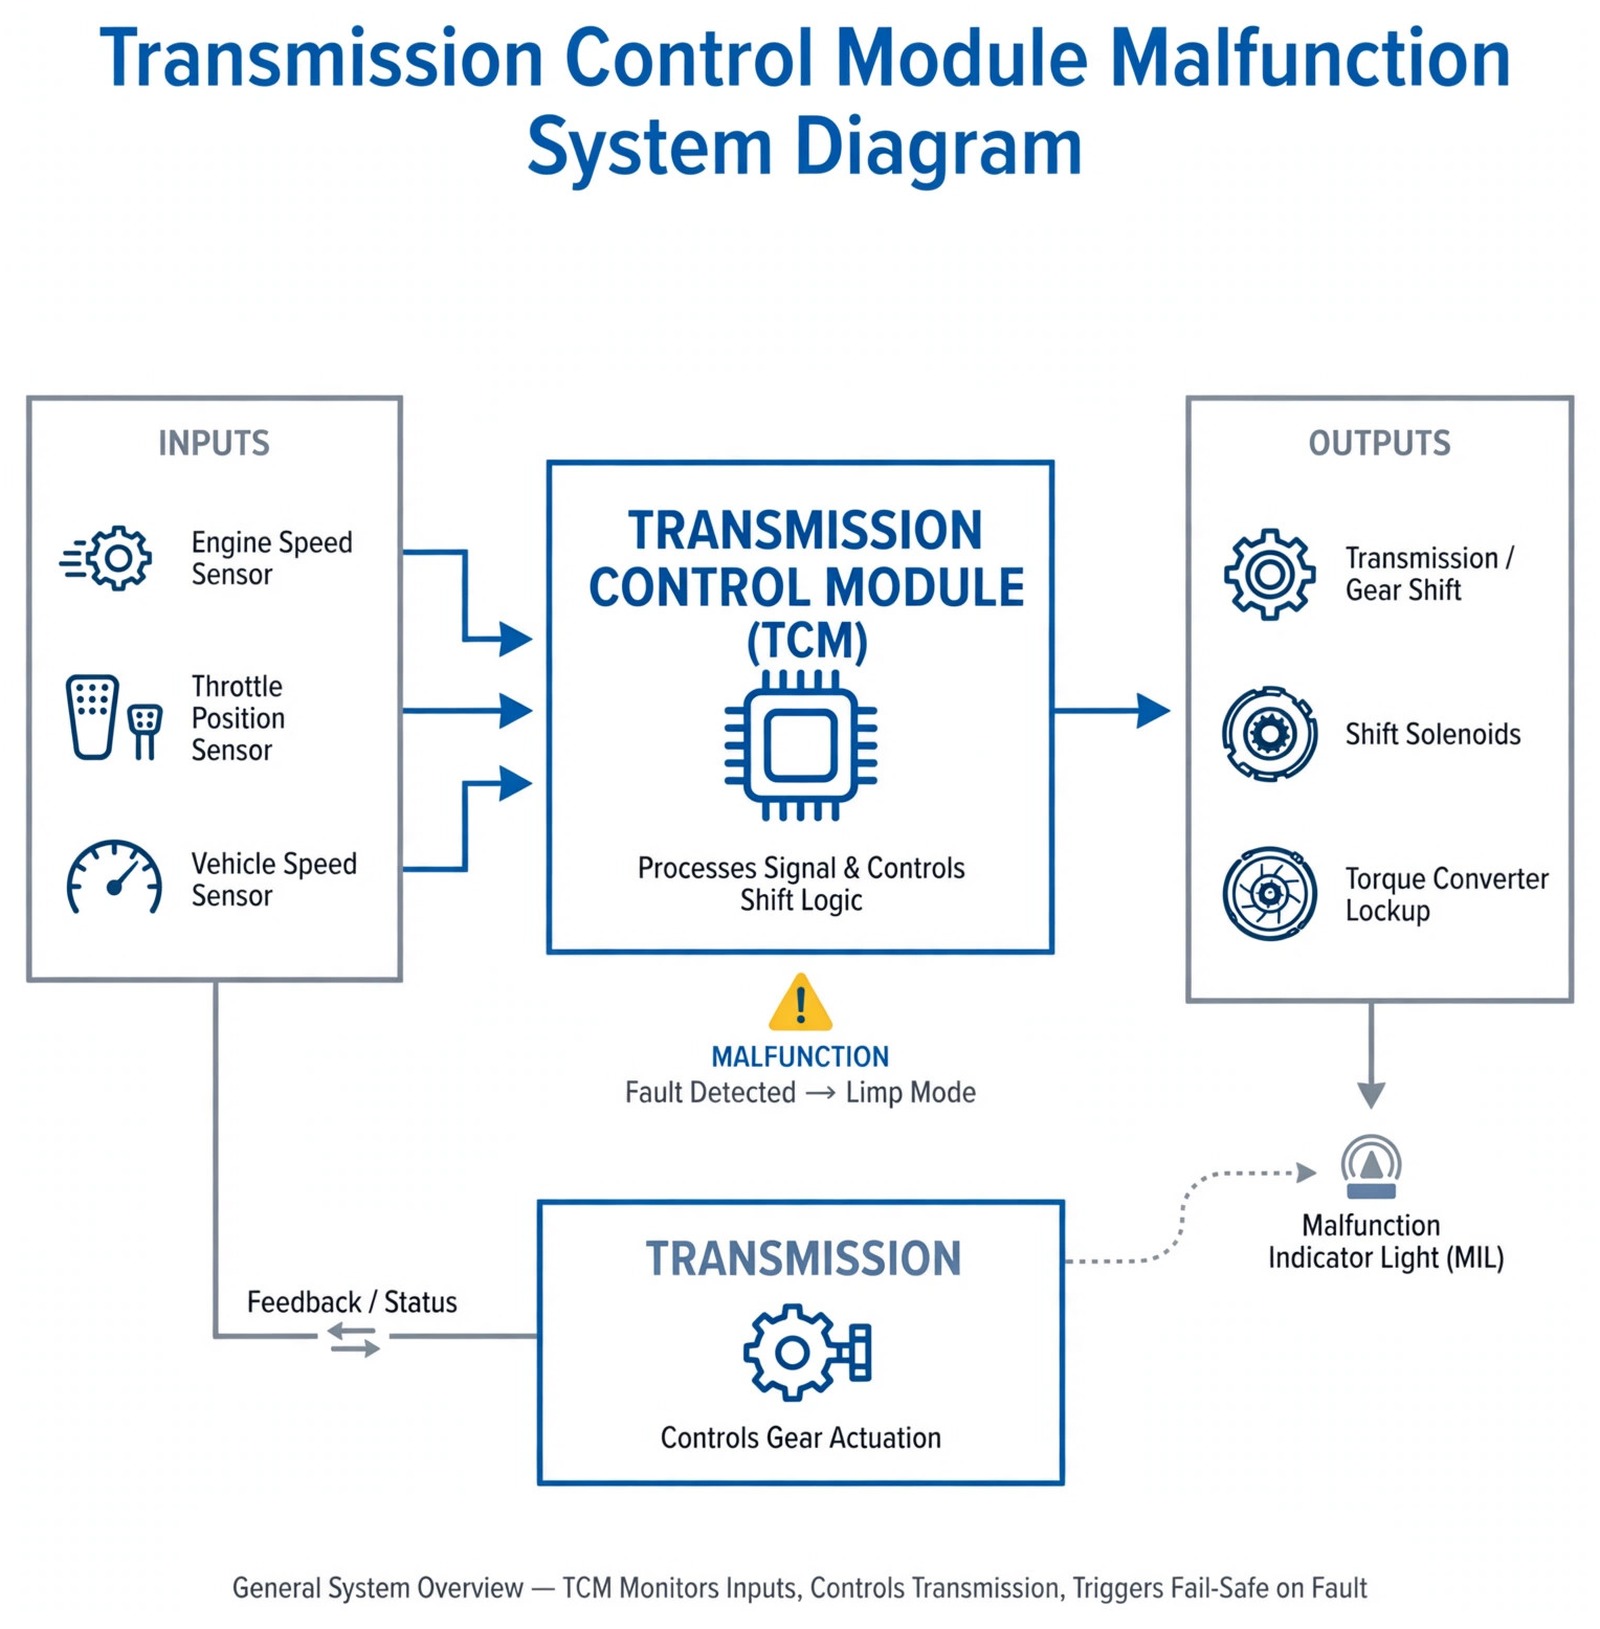 Transmission Control Module Malfunction
System Diagram
INPUTS
Engine Speed
Sensor
Throttle
Position
Sensor
Vehicle Speed
Sensor
TRANSMISSION
CONTROL MODULE
(TCM)
Processes Signal & Controls
Shift Logic
MALFUNCTION
Fault Detected → Limp Mode
OUTPUTS
Transmission /
Gear Shift
Shift Solenoids
Torque Converter
Lockup
Malfunction
Indicator Light (MIL)
Feedback / Status
TRANSMISSION
Controls Gear Actuation
General System Overview — TCM Monitors Inputs, Controls Transmission, Triggers Fail-Safe on Fault